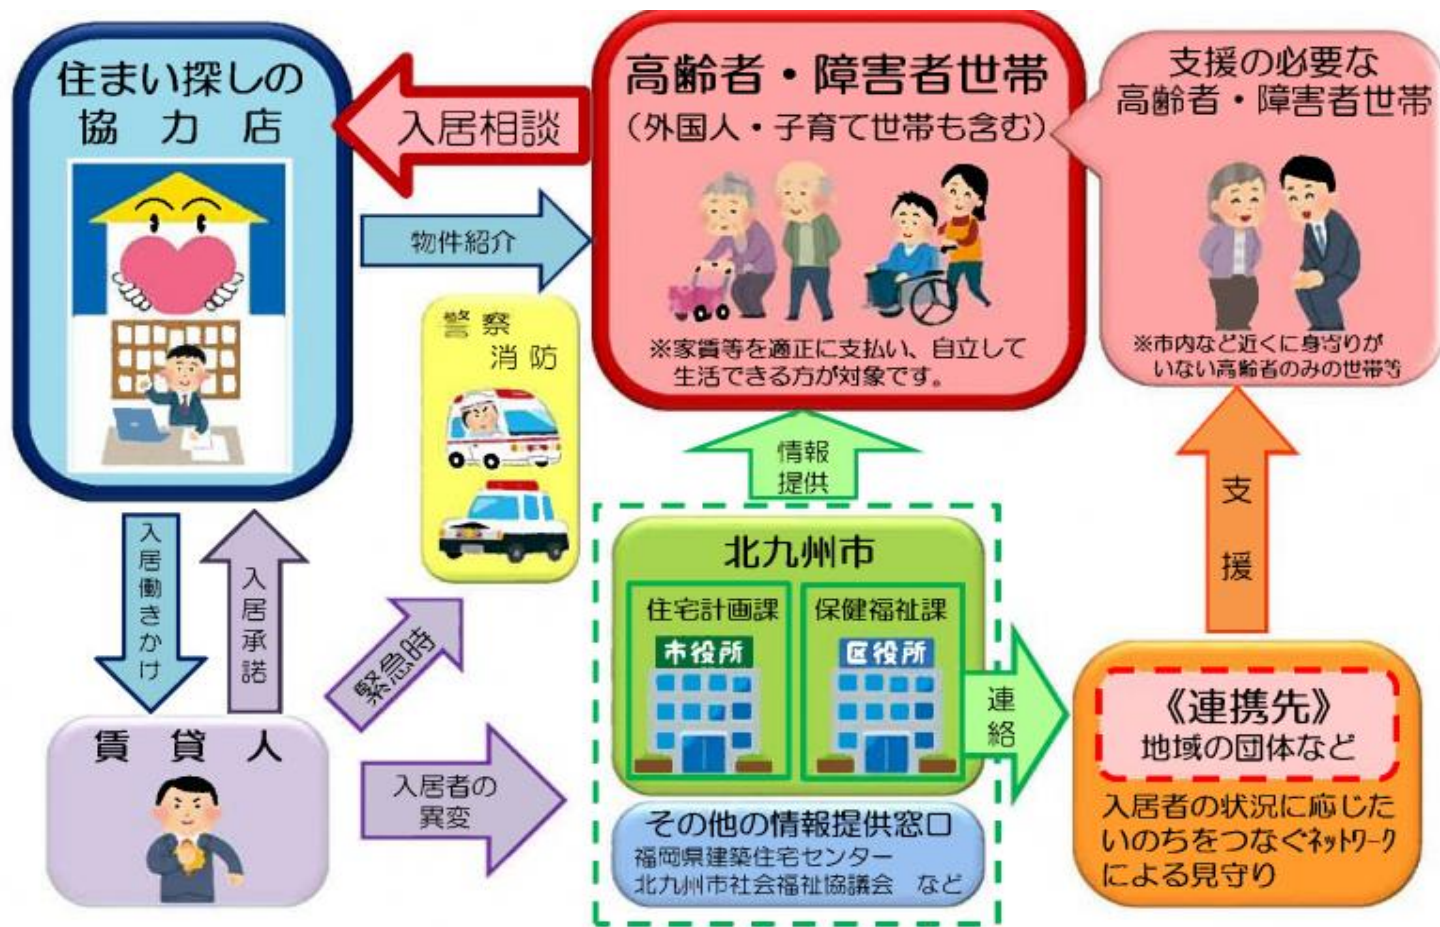 住まい探しの
協力店
入居相談
物件紹介
高齢者・障害者世帯
（外国人・子育て世帯も含む）
※家賃等を適正に支払い、自立して
生活できる方が対象です。
支援の必要な
高齢者・障害者世帯
※市内など近くに身寄りが
いない高齢者のみの世帯等
警察
消防
情報
提供
支援
入居働きかけ
入居承諾
緊急時
北九州市
住宅計画課
市役所
保健福祉課
区役所
連絡
《連携先》
地域の団体など
入居者の状況に応じた
いのちをつなぐネットワーク
による見守り
賃貸人
入居者の
異変
その他の情報提供窓口
福岡県建築住宅センター
北九州市社会福祉協議会　など